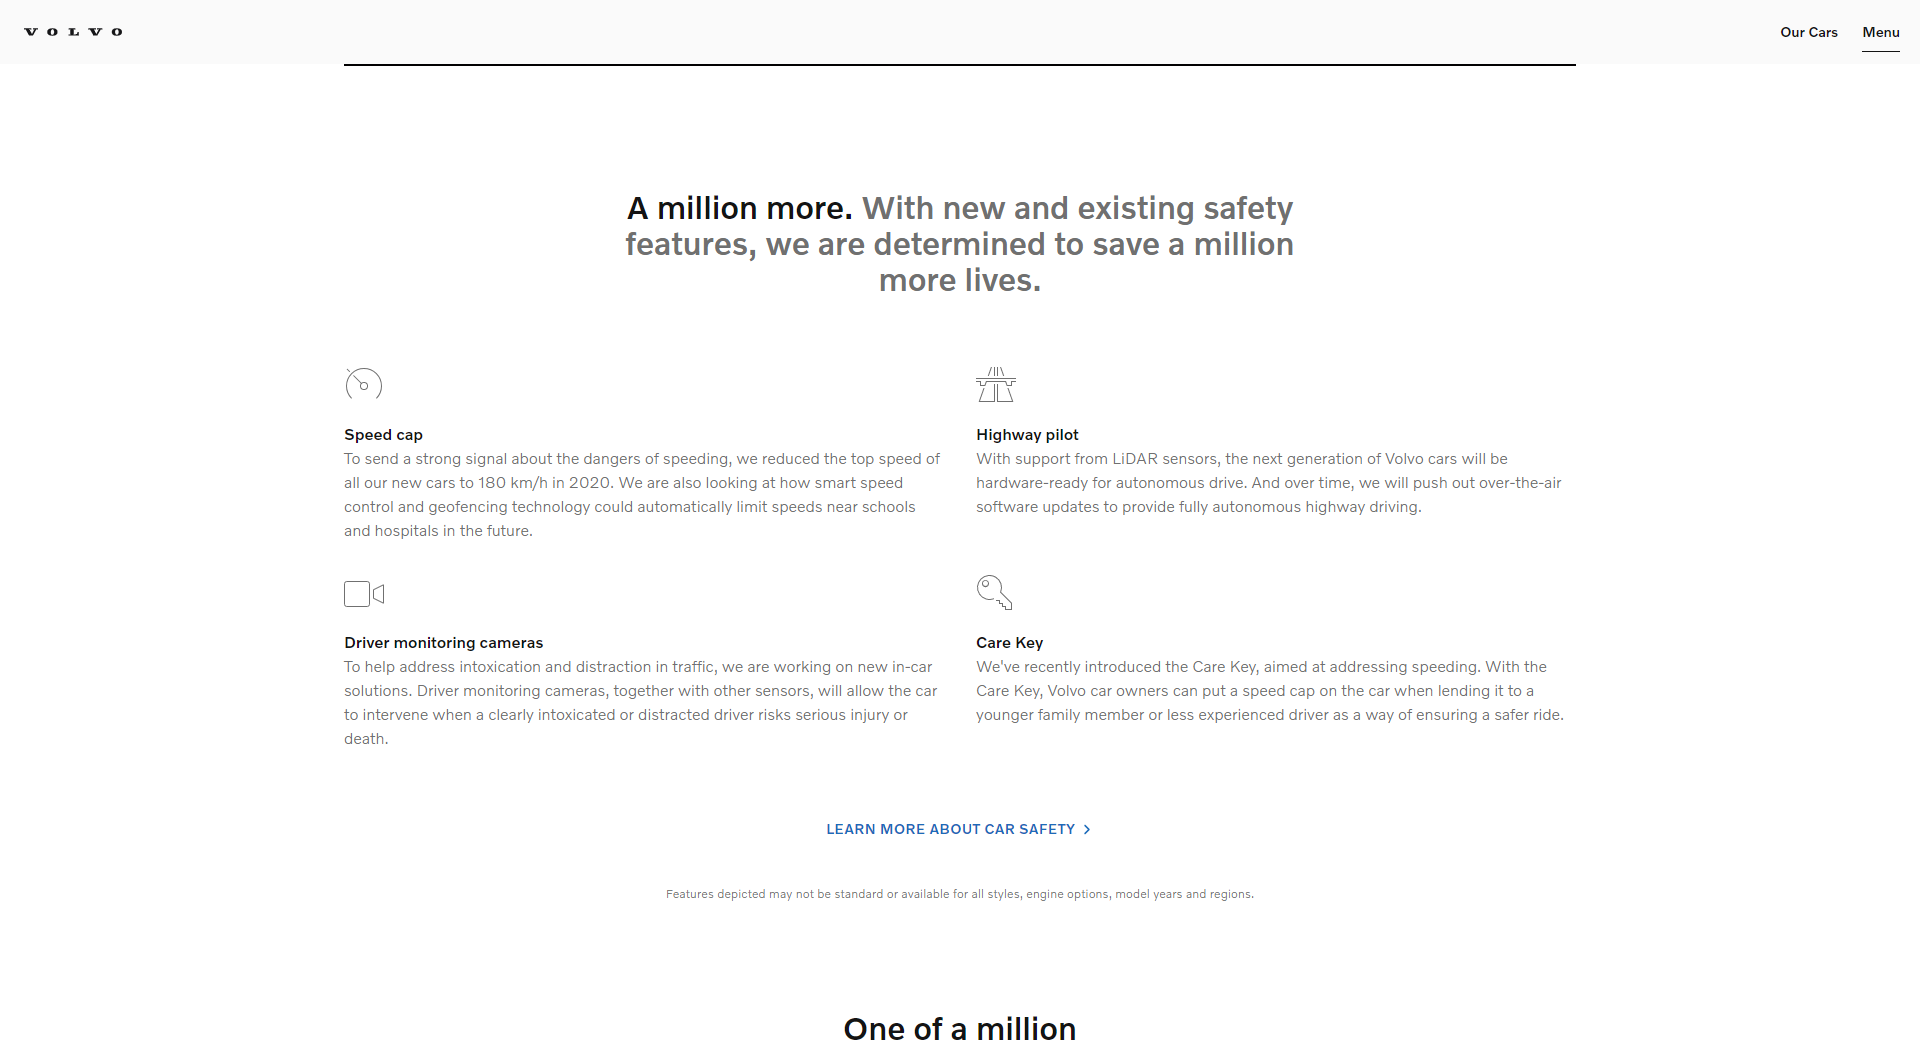 VOLVO
Our Cars
Menu
A million more. With new and existing safety
features, we are determined to save a million
more lives.
Speed cap
To send a strong signal about the dangers of speeding, we reduced the top speed of
all our new cars to 180 km/h in 2020. We are also looking at how smart speed
control and geofencing technology could automatically limit speeds near schools
and hospitals in the future.
Highway pilot
With support from LiDAR sensors, the next generation of Volvo cars will be
hardware-ready for autonomous drive. And over time, we will push out over-the-air
software updates to provide fully autonomous highway driving.
Driver monitoring cameras
To help address intoxication and distraction in traffic, we are working on new in-car
solutions. Driver monitoring cameras, together with other sensors, will allow the car
to intervene when a clearly intoxicated or distracted driver risks serious injury or
death.
Care Key
We've recently introduced the Care Key, aimed at addressing speeding. With the
Care Key, Volvo car owners can put a speed cap on the car when lending it to a
younger family member or less experienced driver as a way of ensuring a safer ride.
LEARN MORE ABOUT CAR SAFETY
Features depicted may not be standard or available for all styles, engine options, model years and regions.
One of a million